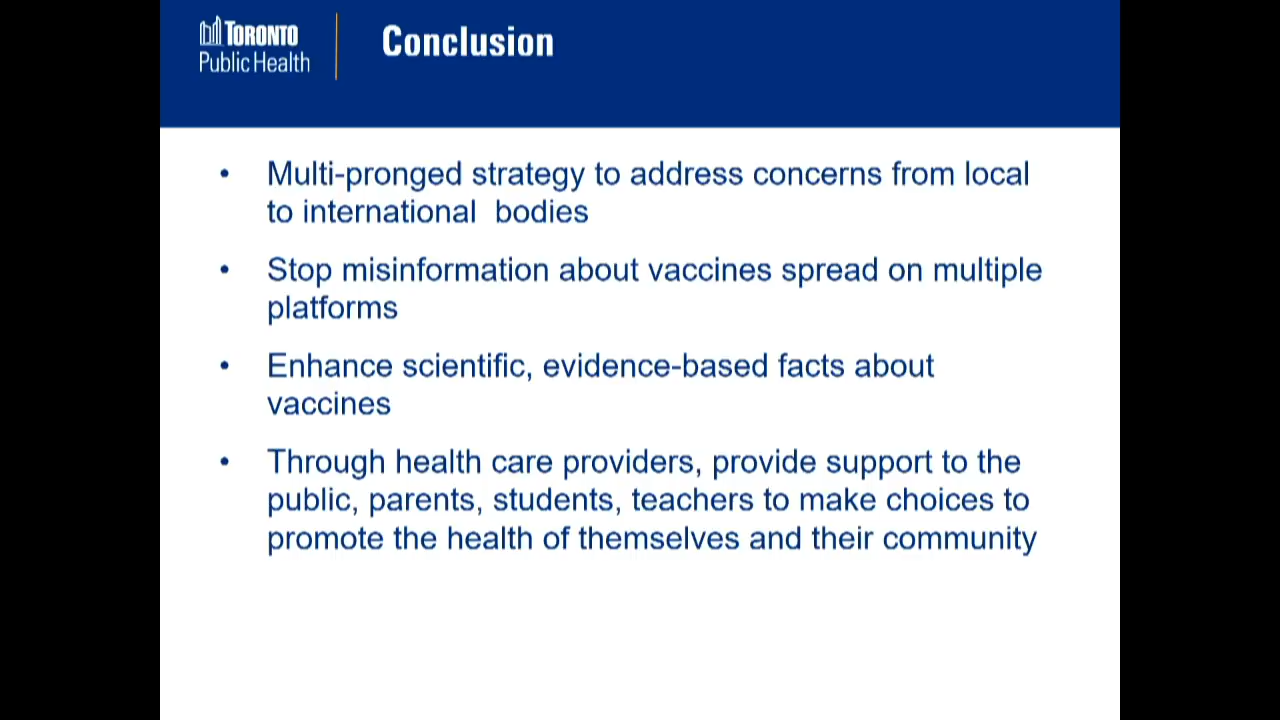 TORONTO
Public Health
Conclusion
• Multi-pronged strategy to address concerns from local
to international  bodies
• Stop misinformation about vaccines spread on multiple
platforms
• Enhance scientific, evidence-based facts about
vaccines
• Through health care providers, provide support to the
public, parents, students, teachers to make choices to
promote the health of themselves and their community